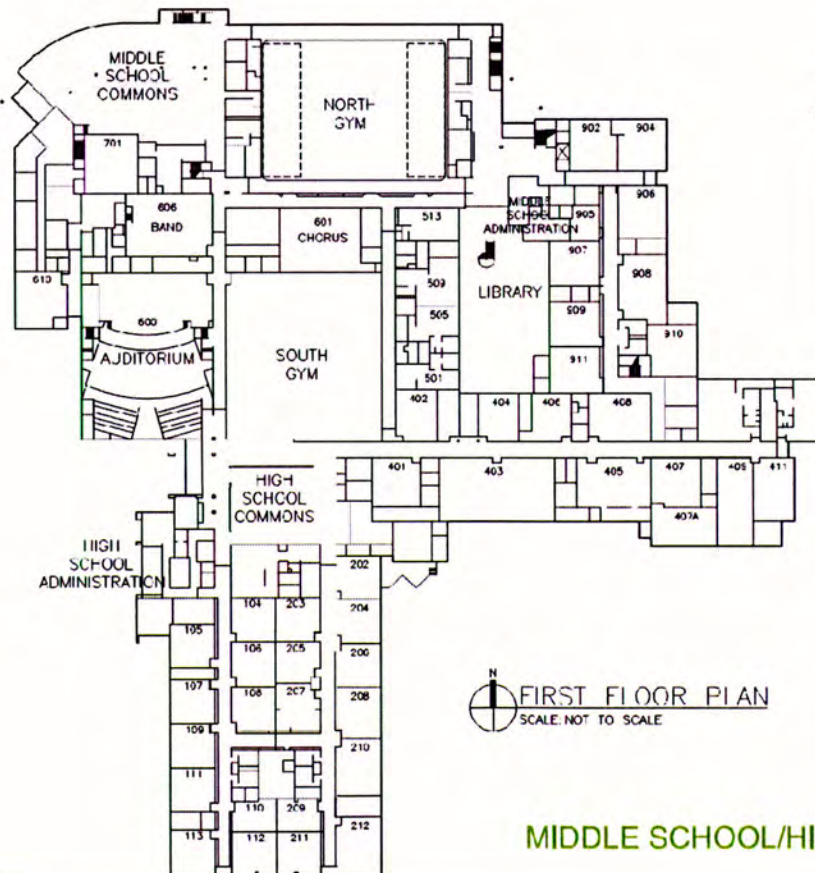 MIDDLE
SCHOOL
COMMONS
NORTH
GYM
701
902
904
606
BAND
601
CHORUS
513
MIDDLE
SCHOOL
ADMINISTRATION
905
906
907
610
509
LIBRARY
908
600
AUDITORIUM
SOUTH
GYM
505
909
910
911
501
402
404
406
408
401
403
405
407
409
411
407A
HIGH
SCHOOL
COMMONS
HIGH
SCHOOL
ADMINISTRATION
202
104
203
204
105
106
205
206
107
108
207
208
109
210
111
110
209
113
112
211
212
N
FIRST FLOOR PLAN
SCALE: NOT TO SCALE
MIDDLE SCHOOL/HI